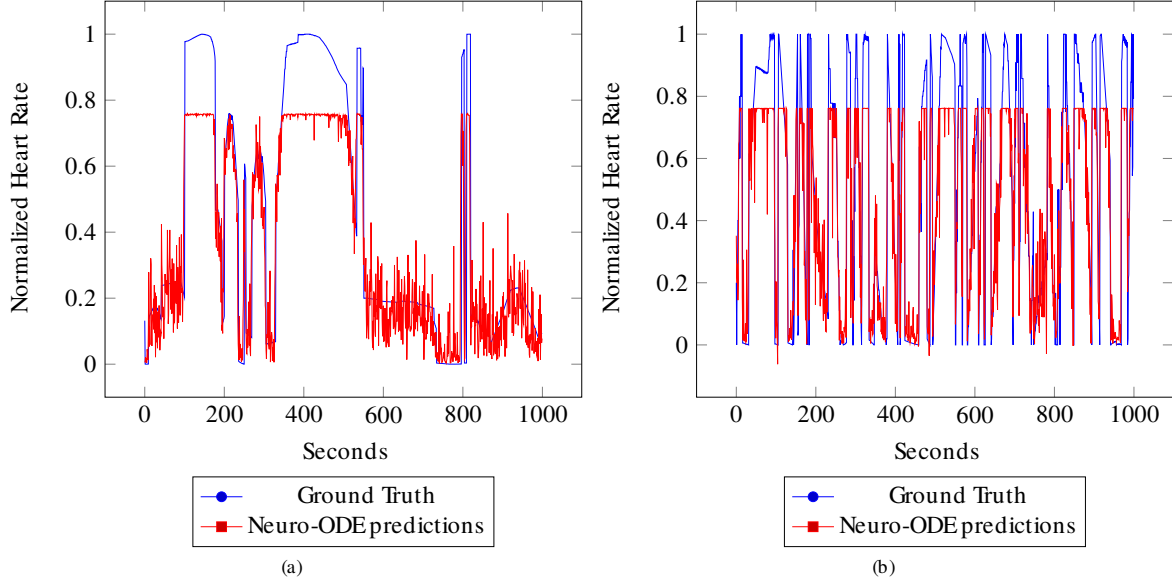 1
0.8
0.6
0.4
0.2
0
Normalized Heart Rate
0 200 400 600 800 1000
Seconds
Ground Truth
Neuro-ODE predictions
(a)
1
0.8
0.6
0.4
0.2
0
Normalized Heart Rate
0 200 400 600 800 1000
Seconds
Ground Truth
Neuro-ODE predictions
(b)